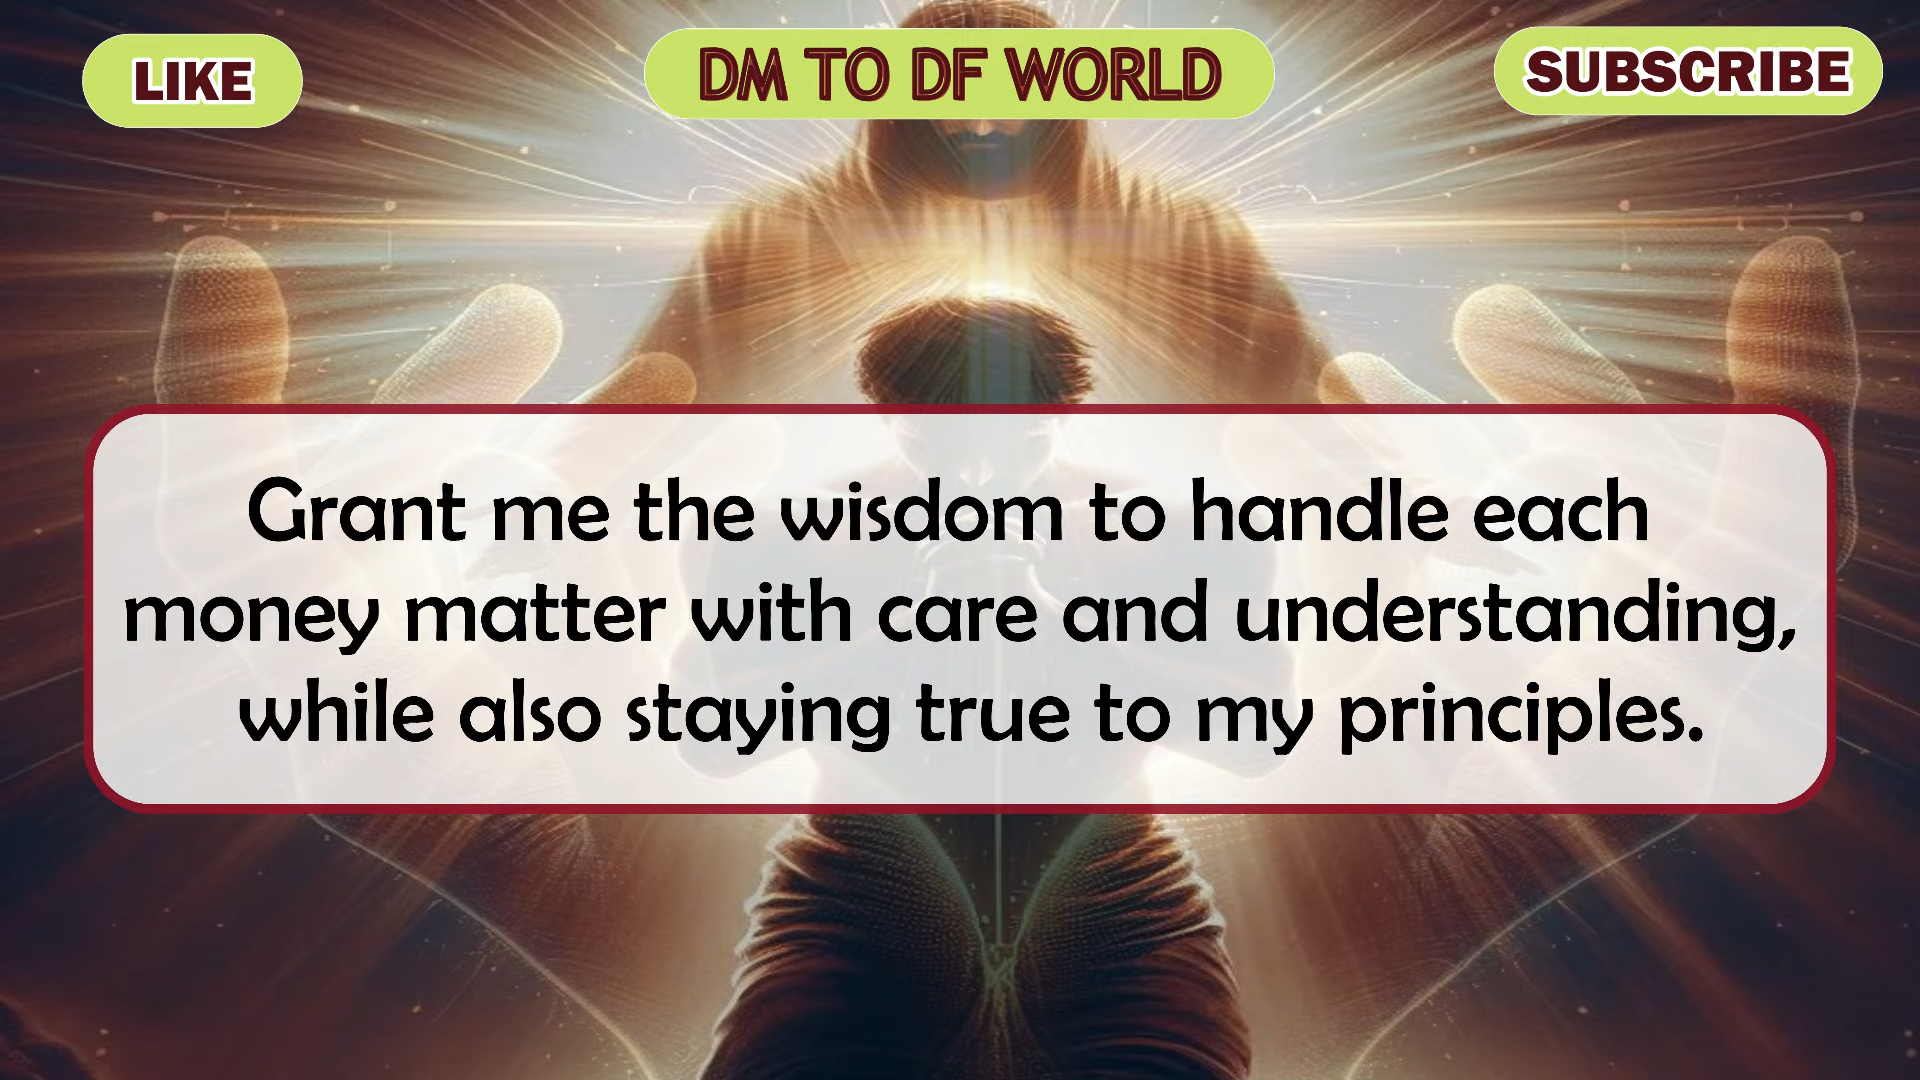 LIKE
DM TO DF WORLD
SUBSCRIBE
Grant me the wisdom to handle each
money matter with care and understanding,
while also staying true to my principles.